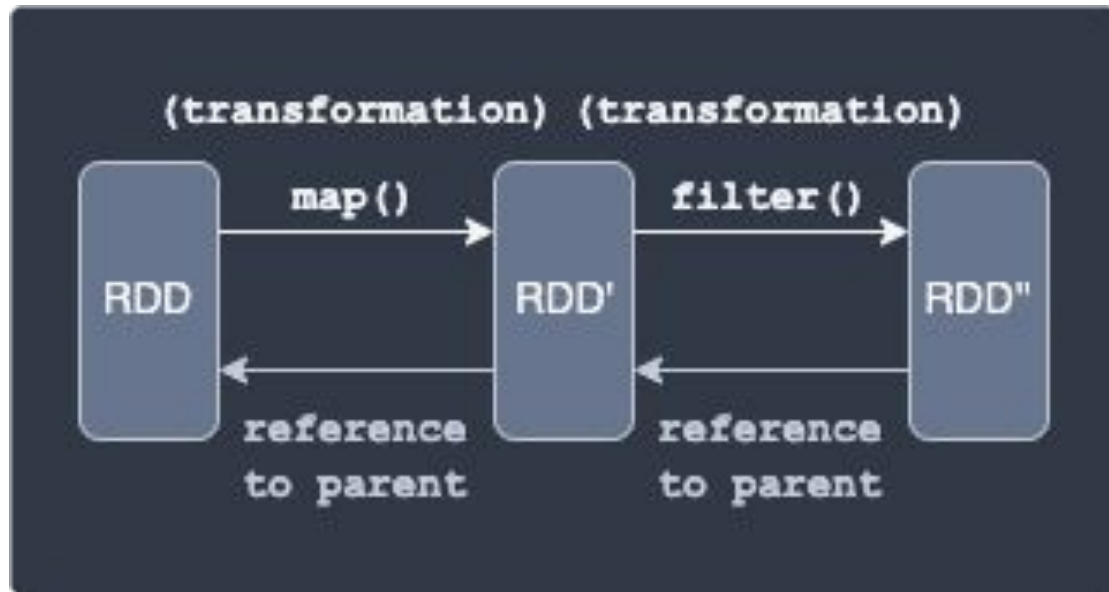 (transformation) (transformation)
map() filter()
RDD RDD' RDD"
reference reference
to parent to parent